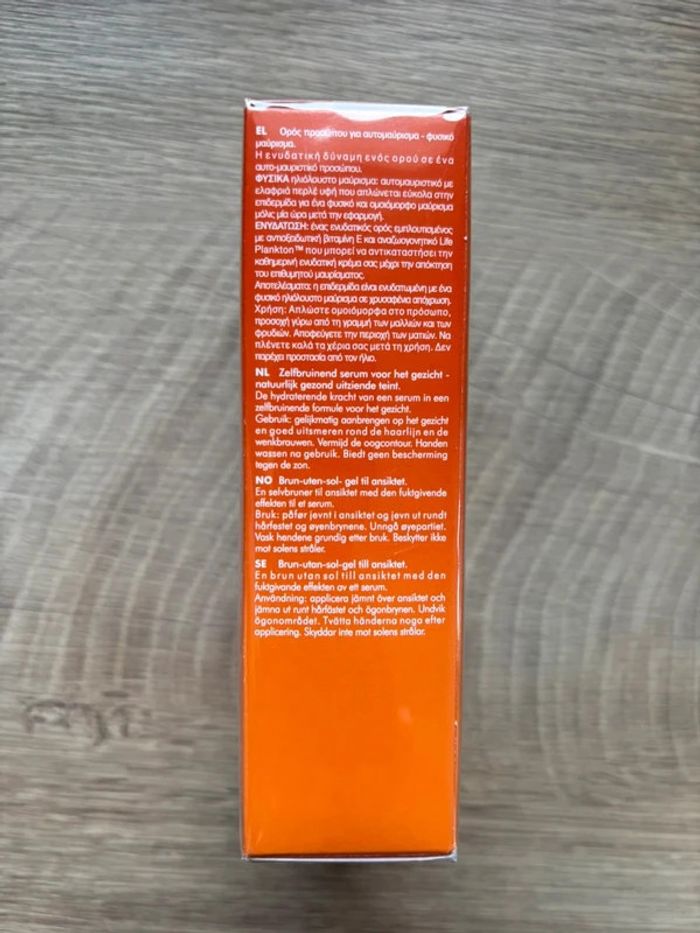 EL Ορός προσώπου για αυτομαύρισμα - φυσικό
μαύρισμα.
Η ενυδατική δύναμη ενός ορού σε ένα
αυτο-μαυριστικό προσώπου.
ΦΥΣΙΚΑ ηλιόλουστο μαύρισμα: αυτομαυριστικό με
ελαφριά περλέ υφή που απλώνεται εύκολα στην
επιδερμίδα για ένα φυσικό και ομοιόμορφο μαύρισμα
μόλις μία ώρα μετά την εφαρμογή.
ΕΝΥΔΑΤΩΣΗ: ένας ενυδατικός ορός εμπλουτισμένος
με αντιοξειδωτική βιταμίνη Ε και αναζωογονητικό Life
Plankton™ που μπορεί να αντικαταστήσει την
καθημερινή ενυδατική κρέμα σας μέχρι την απόκτηση
του επιθυμητού μαυρίσματος.
Αποτελέσματα: η επιδερμίδα είναι ενυδατωμένη με ένα
φυσικό ηλιόλουστο μαύρισμα σε χρυσαφένια απόχρωση.
Χρήση: Απλώστε ομοιόμορφα στο πρόσωπο,
προσοχή γύρω από τη γραμμή των μαλλιών και των
φρυδιών. Αποφεύγετε την περιοχή των ματιών. Να
πλένετε καλά τα χέρια σας μετά τη χρήση. Δεν
παρέχει προστασία από τον ήλιο.
NL Zelfbruinend serum voor het gezicht -
natuurlijk gezond uitziende teint.
De hydraterende kracht van een serum in een
zelfbruinende formule voor het gezicht.
Gebruik: gelijkmatig aanbrengen op het gezicht
en goed uitsmeren rond de haarlijn en de
wenkbrauwen. Vermijd de oogcontour. Handen
wassen na gebruik. Biedt geen bescherming
tegen de zon.
NO Brun-uten-sol- gel til ansiktet.
En selvbruner til ansiktet med den fuktgivende
effekten til et serum.
Bruk: påfør jevnt i ansiktet og jevn ut rundt
hårfestet og øyenbrynene. Unngå øyepartiet.
Vask hendene grundig etter bruk. Beskytter ikke
mot solens stråler.
SE Brun-utan-sol-gel till ansiktet.
En brun utan sol till ansiktet med den
fuktgivande effekten av ett serum.
Användning: applicera jämnt över ansiktet och
jämna ut runt hårfästet och ögonbrynen. Undvik
ögonområdet. Tvätta händerna noga efter
applicering. Skyddar inte mot solens strålar.